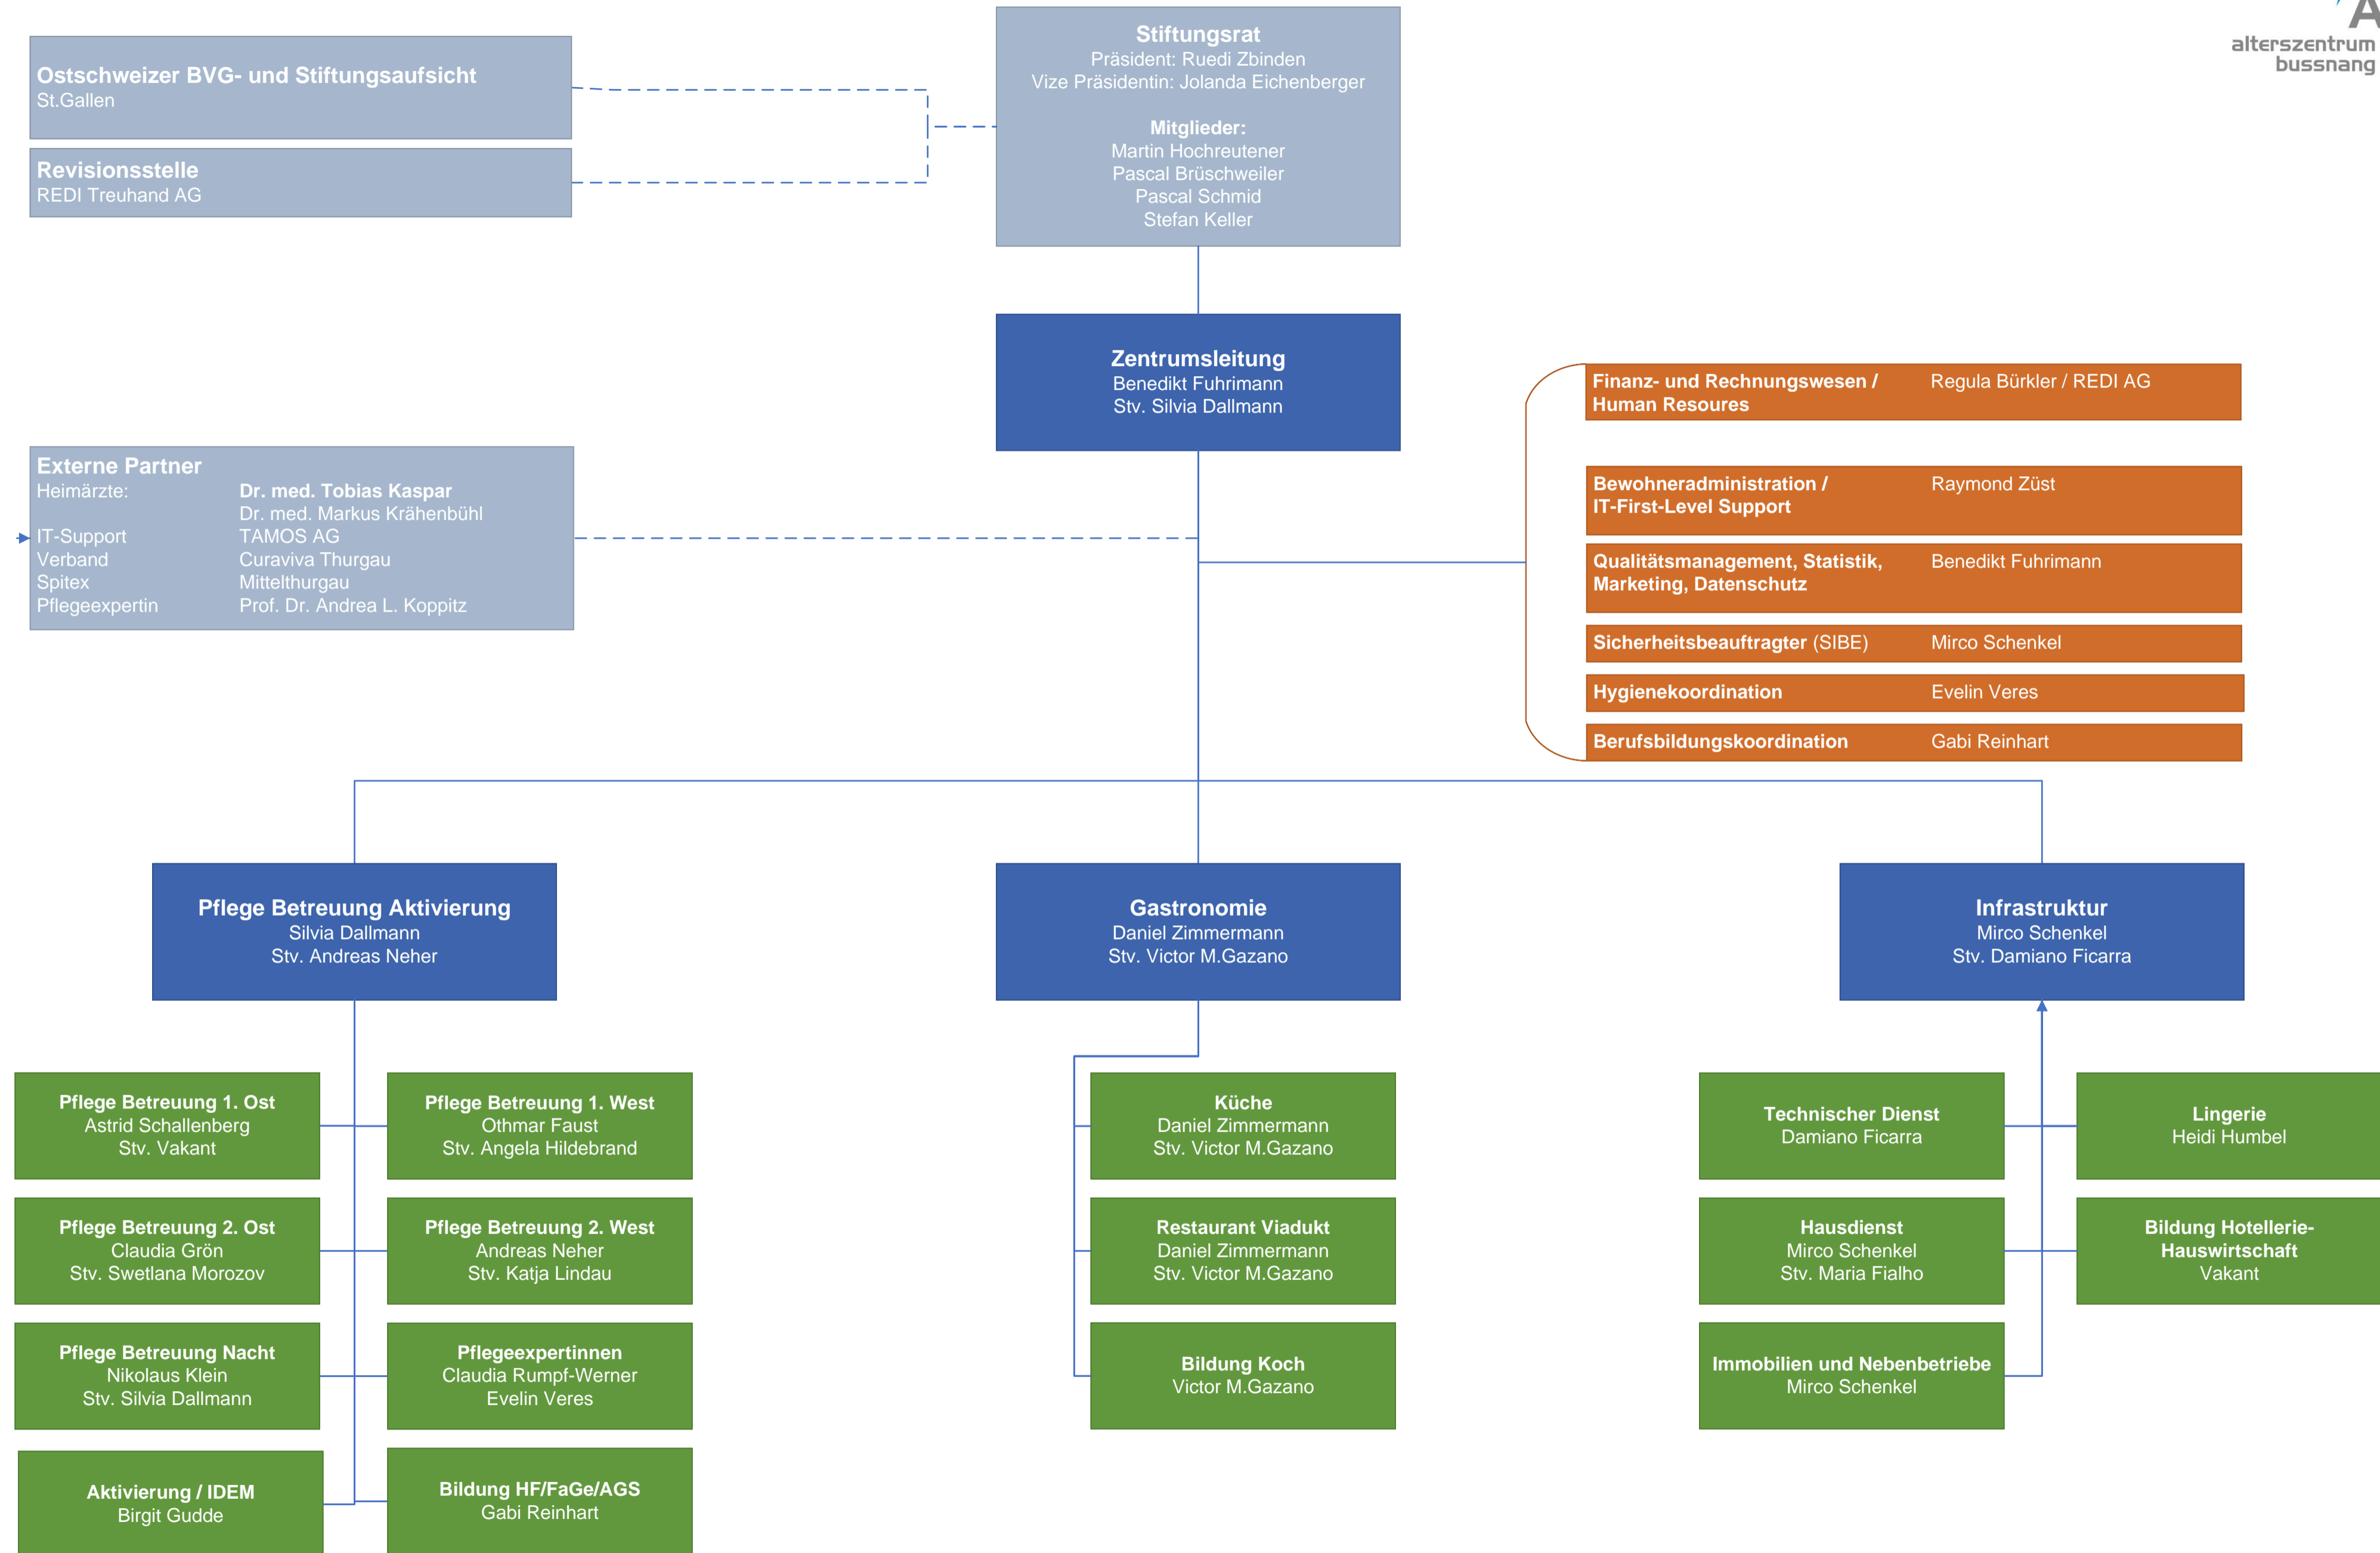 A
alterszentrum
bussnang
Ostschweizer BVG- und Stiftungsaufsicht
St.Gallen
Revisionsstelle
REDI Treuhand AG
Stiftungsrat
Präsident: Ruedi Zbinden
Vize Präsidentin: Jolanda Eichenberger
Mitglieder:
Martin Hochreutener
Pascal Brüschweiler
Pascal Schmid
Stefan Keller
Zentrumsleitung
Benedikt Fuhrimann
Stv. Silvia Dallmann
Externe Partner
Heimärzte: Dr. med. Tobias Kaspar
Dr. med. Markus Krähenbühl
IT-Support TAMOS AG
Verband Curaviva Thurgau
Spitex Mittelthurgau
Pflegeexpertin Prof. Dr. Andrea L. Koppitz
Finanz- und Rechnungswesen / Regula Bürkler / REDI AG
Human Resoures
Bewohneradministration / Raymond Züst
IT-First-Level Support
Qualitätsmanagement, Statistik, Benedikt Fuhrimann
Marketing, Datenschutz
Sicherheitsbeauftragter (SIBE) Mirco Schenkel
Hygienekoordination Evelin Veres
Berufsbildungskoordination Gabi Reinhart
Pflege Betreuung Aktivierung
Silvia Dallmann
Stv. Andreas Neher
Gastronomie
Daniel Zimmermann
Stv. Victor M.Gazano
Infrastruktur
Mirco Schenkel
Stv. Damiano Ficarra
Pflege Betreuung 1. Ost
Astrid Schallenberg
Stv. Vakant
Pflege Betreuung 1. West
Othmar Faust
Stv. Angela Hildebrand
Pflege Betreuung 2. Ost
Claudia Grön
Stv. Swetlana Morozov
Pflege Betreuung 2. West
Andreas Neher
Stv. Katja Lindau
Pflege Betreuung Nacht
Nikolaus Klein
Stv. Silvia Dallmann
Pflegeexpertinnen
Claudia Rumpf-Werner
Evelin Veres
Aktivierung / IDEM
Birgit Gudde
Bildung HF/FaGe/AGS
Gabi Reinhart
Küche
Daniel Zimmermann
Stv. Victor M.Gazano
Restaurant Viadukt
Daniel Zimmermann
Stv. Victor M.Gazano
Bildung Koch
Victor M.Gazano
Technischer Dienst
Damiano Ficarra
Lingerie
Heidi Humbel
Hausdienst
Mirco Schenkel
Stv. Maria Fialho
Bildung Hotellerie-
Hauswirtschaft
Vakant
Immobilien und Nebenbetriebe
Mirco Schenkel